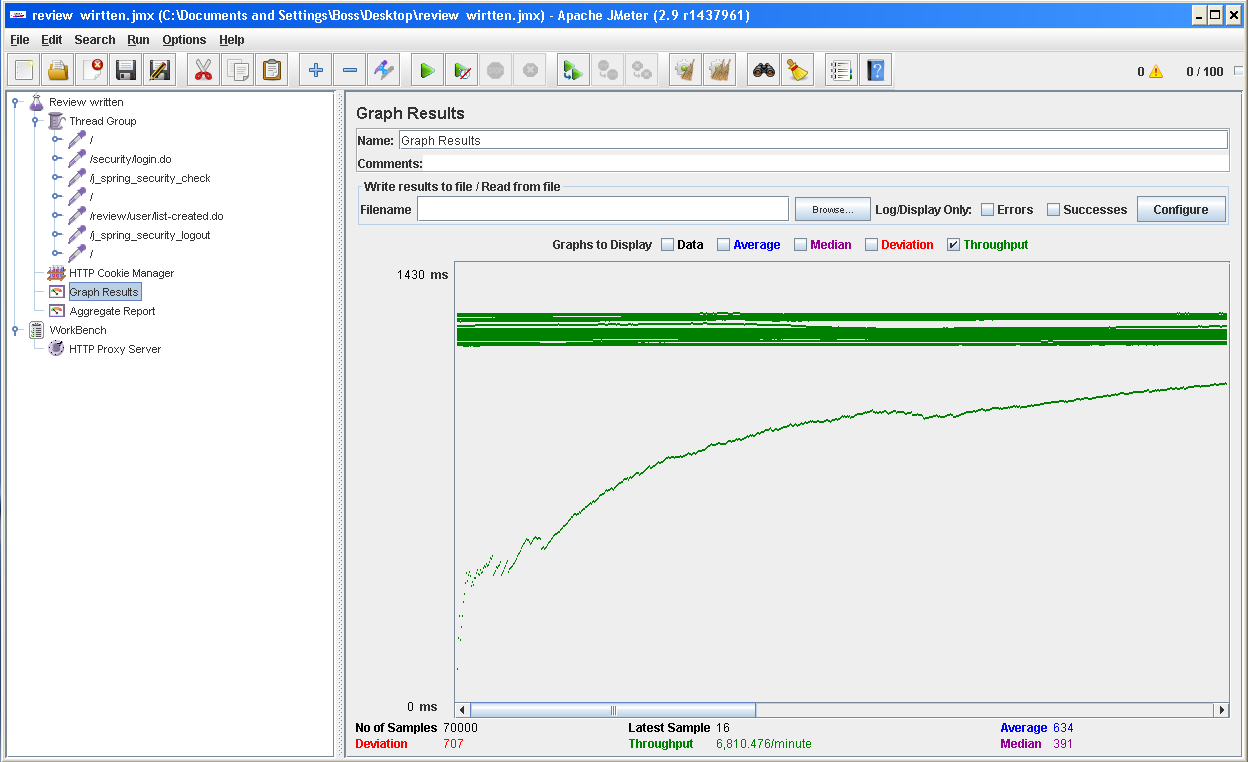 review wirtten.jmx (C:\Documents and Settings\Boss\Desktop\review wirtten.jmx) - Apache JMeter (2.9 r1437961)
File Edit Search Run Options Help
0 0 / 100
Review written
Thread Group
/
/security/login.do
/j_spring_security_check
/
/review/user/list-created.do
/j_spring_security_logout
/
HTTP Cookie Manager
Graph Results
Aggregate Report
WorkBench
HTTP Proxy Server
Graph Results
Name: Graph Results
Comments:
Write results to file / Read from file
Filename Browse... Log/Display Only: Errors Successes Configure
Graphs to Display Data Average Median Deviation Throughput
1430 ms
0 ms
No of Samples 70000 Latest Sample 16 Average 634
Deviation 707 Throughput 6,810.476/minute Median 391